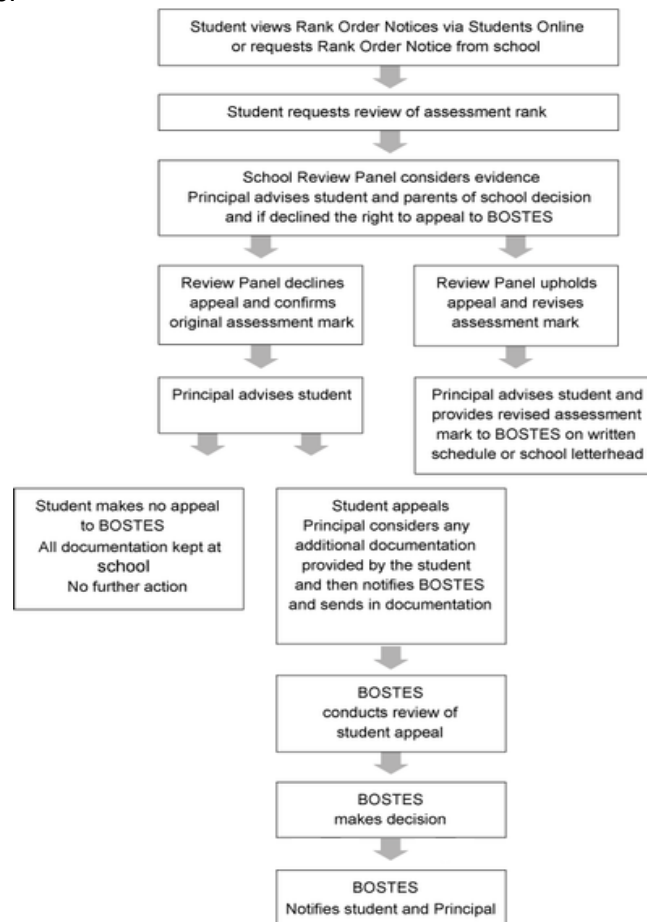 Student views Rank Order Notices via Students Online
or requests Rank Order Notice from school
Student requests review of assessment rank
School Review Panel considers evidence
Principal advises student and parents of school decision
and if declined the right to appeal to BOSTES
Review Panel declines
appeal and confirms
original assessment mark
Review Panel upholds
appeal and revises
assessment mark
Principal advises student
Principal advises student and
provides revised assessment
mark to BOSTES on written
schedule or school letterhead
Student makes no appeal
to BOSTES
All documentation kept at
school
No further action
Student appeals
Principal considers any
additional documentation
provided by the student
and then notifies BOSTES
and sends in documentation
BOSTES
conducts review of
student appeal
BOSTES
makes decision
BOSTES
Notifies student and Principal